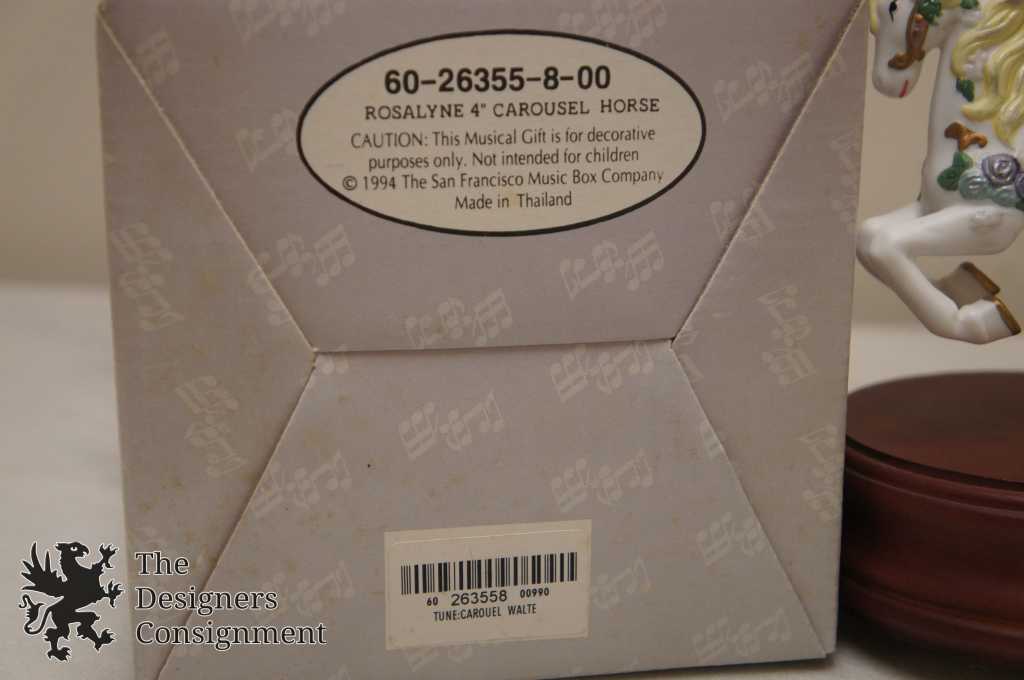 60-26355-8-00
ROSALYNE 4" CAROUSEL HORSE
CAUTION: This Musical Gift is for decorative
purposes only. Not intended for children
© 1994 The San Francisco Music Box Company
Made in Thailand
60 263558 00990
TUNE:CAROUEL WALTE
The
Designers
Consignment